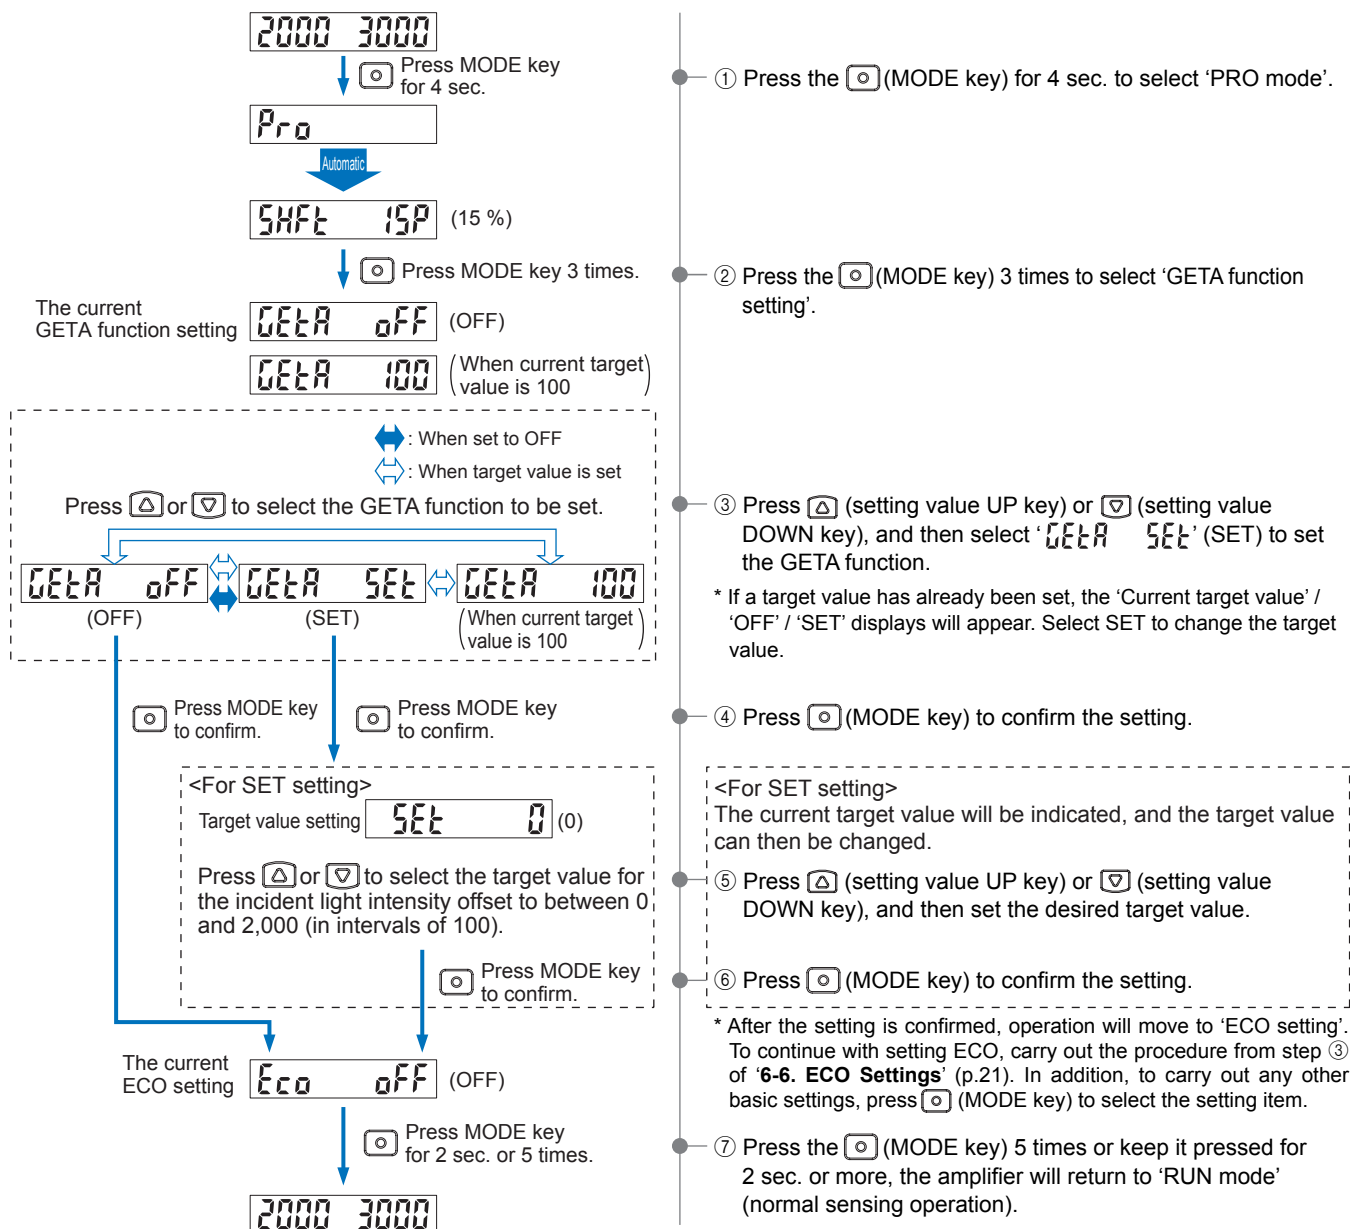 2000 3000
Press MODE key
for 4 sec.
Pro
Automatic
SHFt 15P (15 %)
Press MODE key 3 times.
The current
GETA function setting
GEtA oFF (OFF)
GEtA 100 (When current target
value is 100)
: When set to OFF
: When target value is set
Press or to select the GETA function to be set.
GEtA oFF GEtA SEt GEtA 100
(OFF) (SET) (When current target
value is 100)
Press MODE key
to confirm.
Press MODE key
to confirm.
<For SET setting>
Target value setting SEt 0 (0)
Press or to select the target value for
the incident light intensity offset to between 0
and 2,000 (in intervals of 100).
Press MODE key
to confirm.
The current
ECO setting
Eco oFF (OFF)
Press MODE key
for 2 sec. or 5 times.
2000 3000
① Press the (MODE key) for 4 sec. to select ‘PRO mode’.
② Press the (MODE key) 3 times to select ‘GETA function
setting’.
③ Press (setting value UP key) or (setting value
DOWN key), and then select ‘GEtA SEt’ (SET) to set
the GETA function.
* If a target value has already been set, the ‘Current target value’ /
‘OFF’ / ‘SET’ displays will appear. Select SET to change the target
value.
④ Press (MODE key) to confirm the setting.
<For SET setting>
The current target value will be indicated, and the target value
can then be changed.
⑤ Press (setting value UP key) or (setting value
DOWN key), and then set the desired target value.
⑥ Press (MODE key) to confirm the setting.
* After the setting is confirmed, operation will move to ‘ECO setting’.
To continue with setting ECO, carry out the procedure from step ③
of ‘6-6. ECO Settings’ (p.21). In addition, to carry out any other
basic settings, press (MODE key) to select the setting item.
⑦ Press the (MODE key) 5 times or keep it pressed for
2 sec. or more, the amplifier will return to ‘RUN mode’
(normal sensing operation).